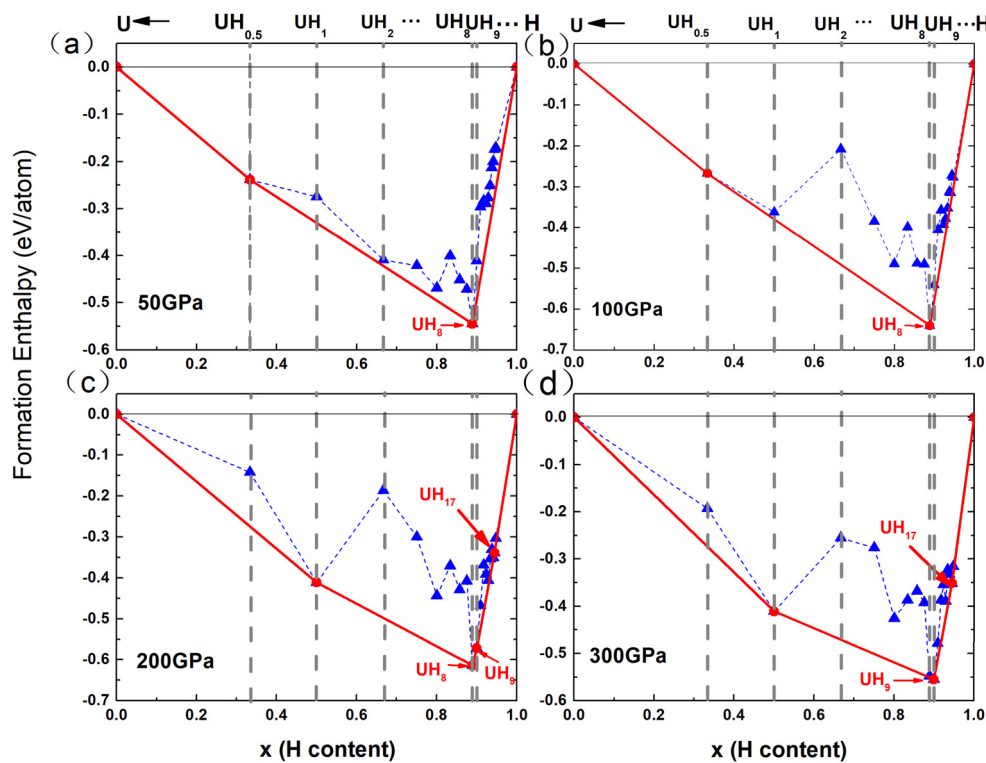 U ← UH0.5 UH1 UH2 ... UH8 UH9 ... H
U ← UH0.5 UH1 UH2 ... UH8 UH9 ... H
(a)
0.0
-0.1
-0.2
-0.3
-0.4
-0.5
-0.6
50GPa
UH8
0.0 0.2 0.4 0.6 0.8 1.0
(b)
0.0
-0.1
-0.2
-0.3
-0.4
-0.5
-0.6
-0.7
100GPa
UH8
0.0 0.2 0.4 0.6 0.8 1.0
Formation Enthalpy (eV/atom)
(c)
0.0
-0.1
-0.2
-0.3
-0.4
-0.5
-0.6
-0.7
UH17
200GPa
UH8
UH9
0.0 0.2 0.4 0.6 0.8 1.0
x (H content)
(d)
0.0
-0.1
-0.2
-0.3
-0.4
-0.5
-0.6
UH17
300GPa
UH9
0.0 0.2 0.4 0.6 0.8 1.0
x (H content)